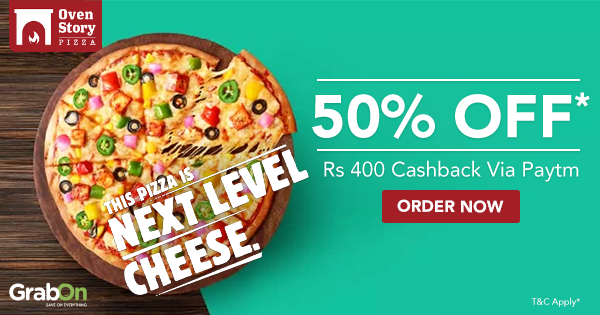 Oven
Story
PIZZA
THIS PIZZA IS
NEXT LEVEL
CHEESE.
50% OFF*
Rs 400 Cashback Via Paytm
ORDER NOW
GrabOn
SAVE ON EVERYTHING
T&C Apply*